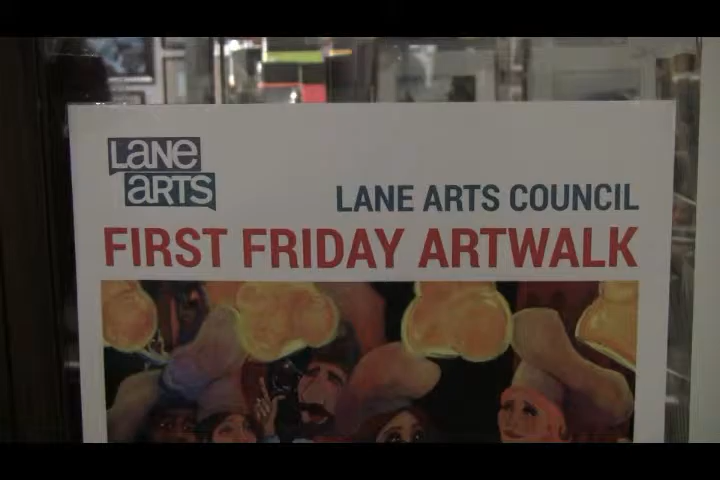 LaNe
aRTS
LANE ARTS COUNCIL
FIRST FRIDAY ARTWALK